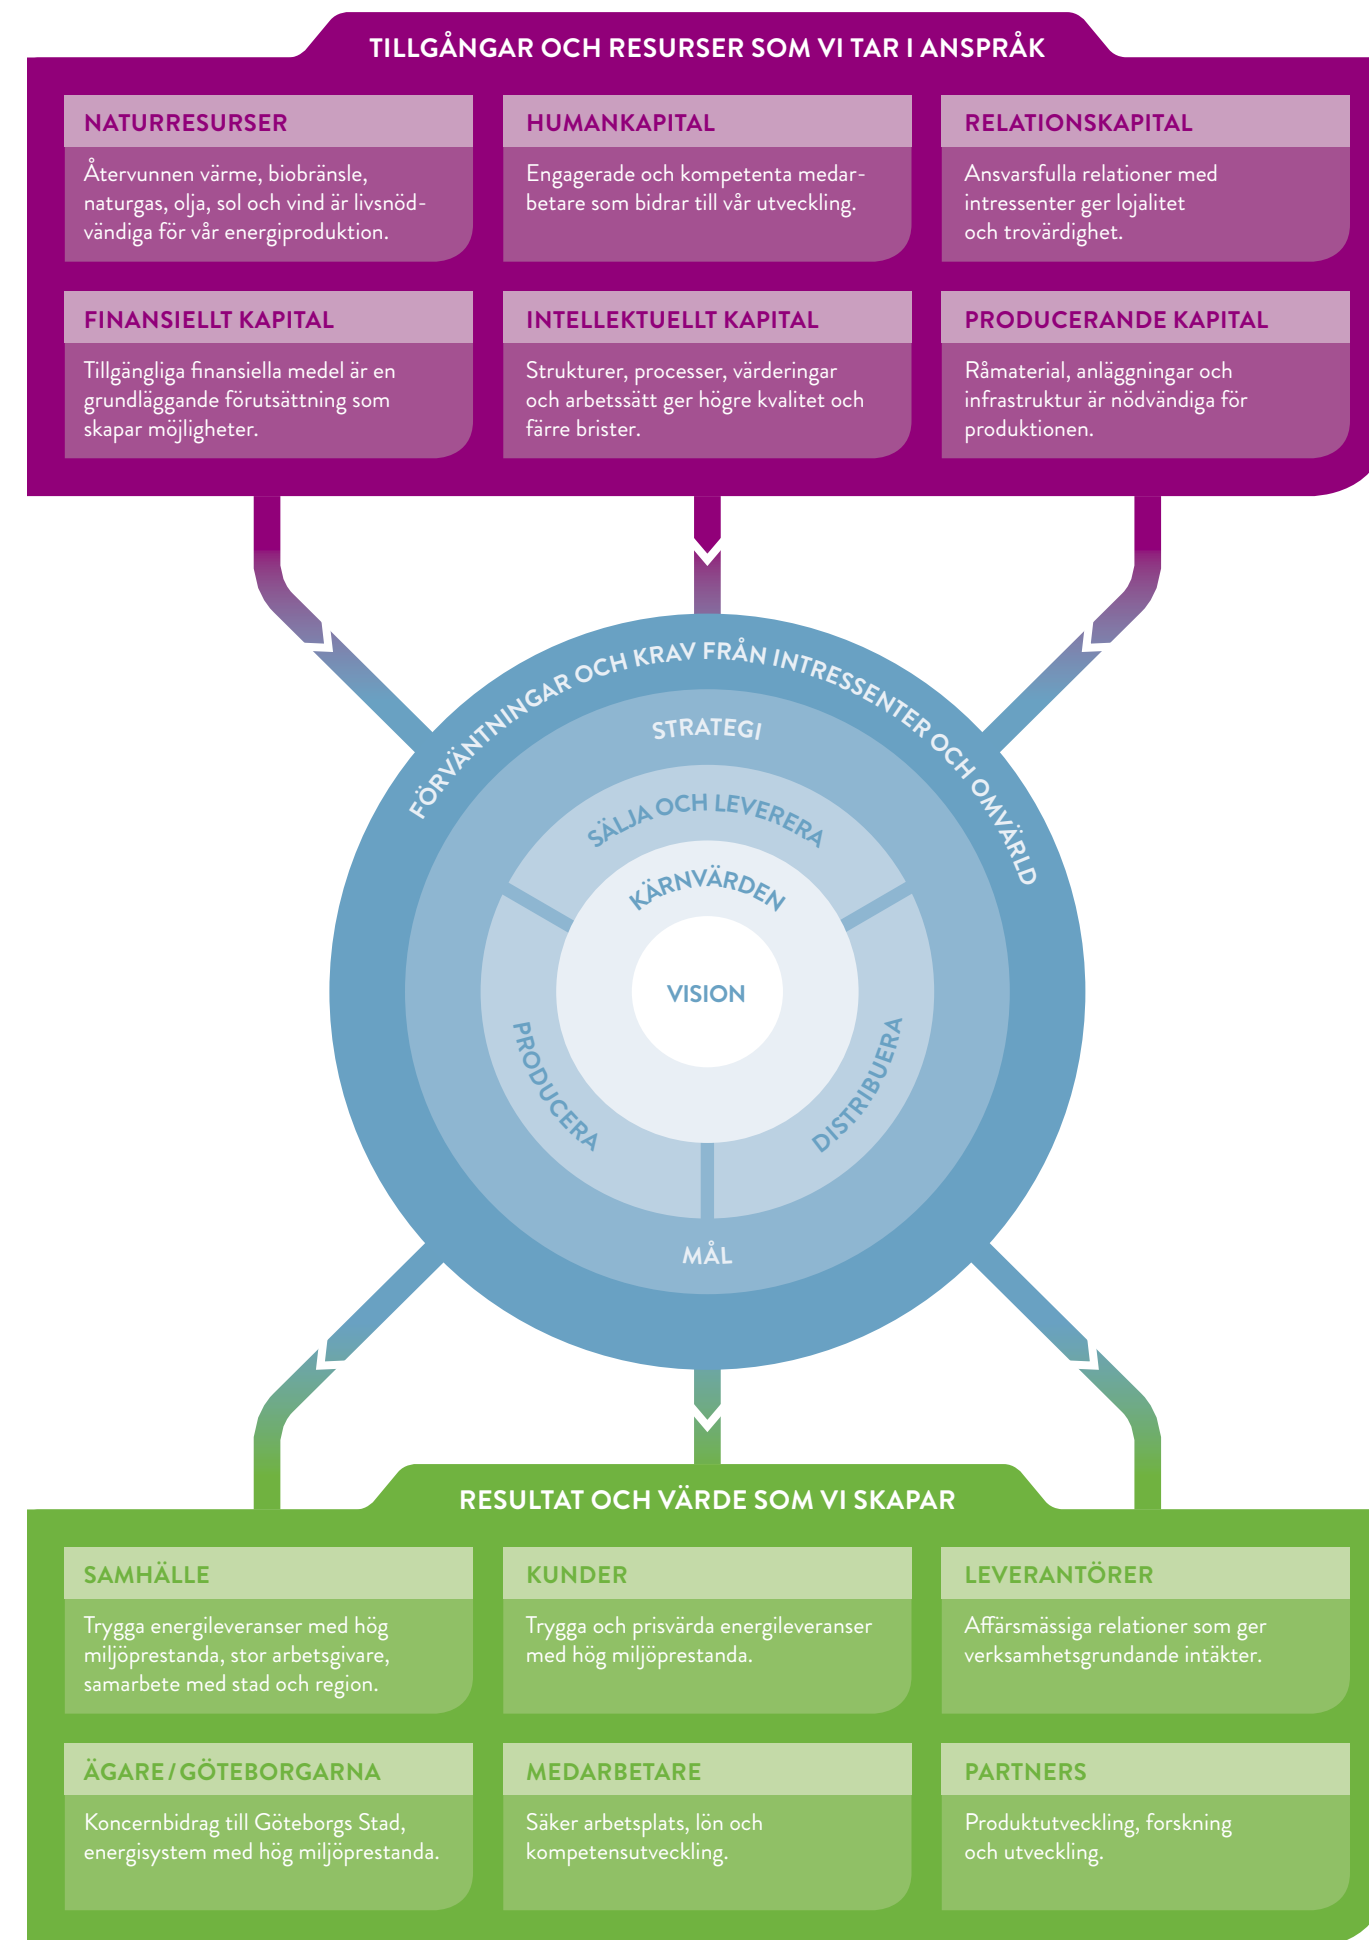 TILLGÅNGAR OCH RESURSER SOM VI TAR I ANSPRÅK
NATURRESURSER
Återvunnen värme, biobränsle,
naturgas, olja, sol och vind är livsnöd-
vändiga för vår energiproduktion.
HUMANKAPITAL
Engagerade och kompetenta medar-
betare som bidrar till vår utveckling.
RELATIONSKAPITAL
Ansvarsfulla relationer med
intressenter ger lojalitet
och trovärdighet.
FINANSIELLT KAPITAL
Tillgängliga finansiella medel är en
grundläggande förutsättning som
skapar möjligheter.
INTELLEKTUELLT KAPITAL
Strukturer, processer, värderingar
och arbetssätt ger högre kvalitet och
färre brister.
PRODUCERANDE KAPITAL
Råmaterial, anläggningar och
infrastruktur är nödvändiga för
produktionen.
FÖRVÄNTNINGAR OCH KRAV FRÅN INTRESSENTER OCH OMVÄRLD
STRATEGI
SÄLJA OCH LEVERERA
KÄRNVÄRDEN
VISION
PRODUCERA
DISTRIBUERA
MÅL
RESULTAT OCH VÄRDE SOM VI SKAPAR
SAMHÄLLE
Trygga energileveranser med hög
miljöprestanda, stor arbetsgivare,
samarbete med stad och region.
KUNDER
Trygga och prisvärda energileveranser
med hög miljöprestanda.
LEVERANTÖRER
Affärsmässiga relationer som ger
verksamhetsgrundande intäkter.
ÄGARE/GÖTEBORGARNA
Koncernbidrag till Göteborgs Stad,
energisystem med hög miljöprestanda.
MEDARBETARE
Säker arbetsplats, lön och
kompetensutveckling.
PARTNERS
Produktutveckling, forskning
och utveckling.